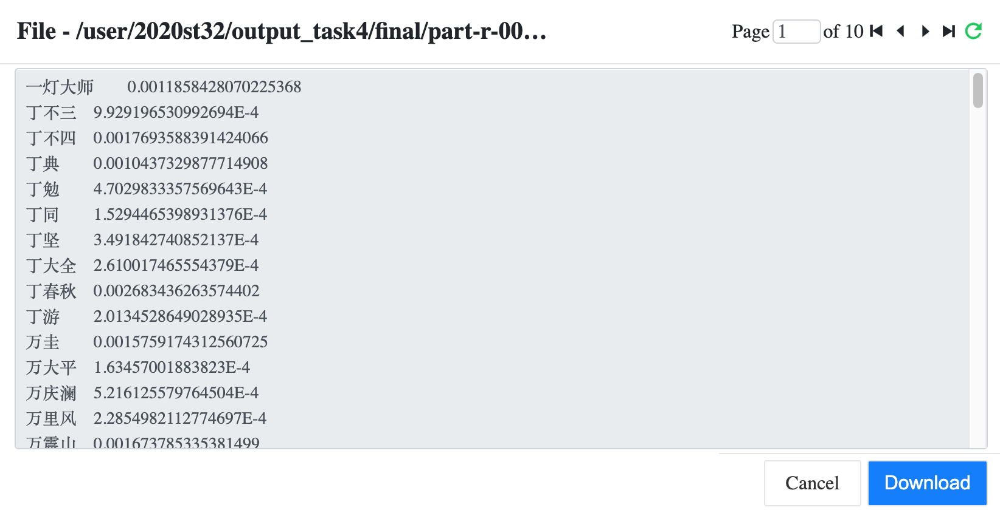 File - /user/2020st32/output_task4/final/part-r-00...
Page 1 of 10
一灯大师 0.0011858428070225368
丁不三 9.929196530992694E-4
丁不四 0.0017693588391424066
丁典 0.0010437329877714908
丁勉 4.7029833357569643E-4
丁同 1.5294465398931376E-4
丁坚 3.491842740852137E-4
丁大全 2.610017465554379E-4
丁春秋 0.002683436263574402
丁游 2.0134528649028935E-4
万圭 0.0015759174312560725
万大平 1.63457001883823E-4
万庆澜 5.216125579764504E-4
万里风 2.2854982112774697E-4
万震山 0.001673785335381499
Cancel Download